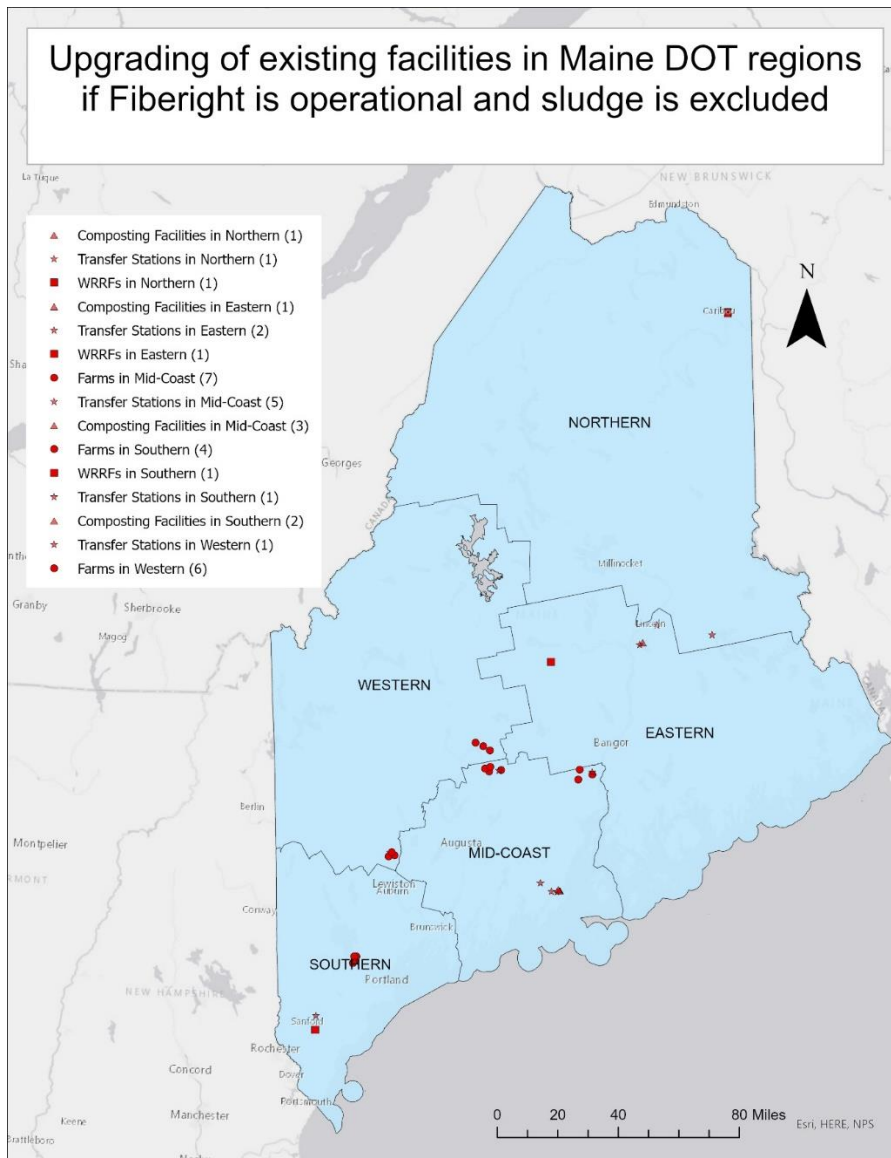 Upgrading of existing facilities in Maine DOT regions
if Fiberight is operational and sludge is excluded
La Tuque
NEW BRUNSWICK
Edmundston
Composting Facilities in Northern (1)
Transfer Stations in Northern (1)
WRRFs in Northern (1)
Composting Facilities in Eastern (1)
Transfer Stations in Eastern (2)
WRRFs in Eastern (1)
Farms in Mid-Coast (7)
Transfer Stations in Mid-Coast (5)
Composting Facilities in Mid-Coast (3)
Farms in Southern (4)
WRRFs in Southern (1)
Transfer Stations in Southern (1)
Composting Facilities in Southern (2)
Transfer Stations in Western (1)
Farms in Western (6)
N
Caribou
NORTHERN
Georges
CANADA
Millinocket
Granby
Sherbrooke
Magog
Lincoln
WESTERN
CANADA
MAINE
EASTERN
Bangor
Berlin
Montpelier
Augusta
MID-COAST
Lewiston
Auburn
Conway
Brunswick
SOUTHERN
Portland
NEW HAMPSHIRE
Sanford
Rochester
Concord
Dover
Portsmouth
Manchester
Keene
Brattleboro
0 20 40 80 Miles
Esri, HERE, NPS